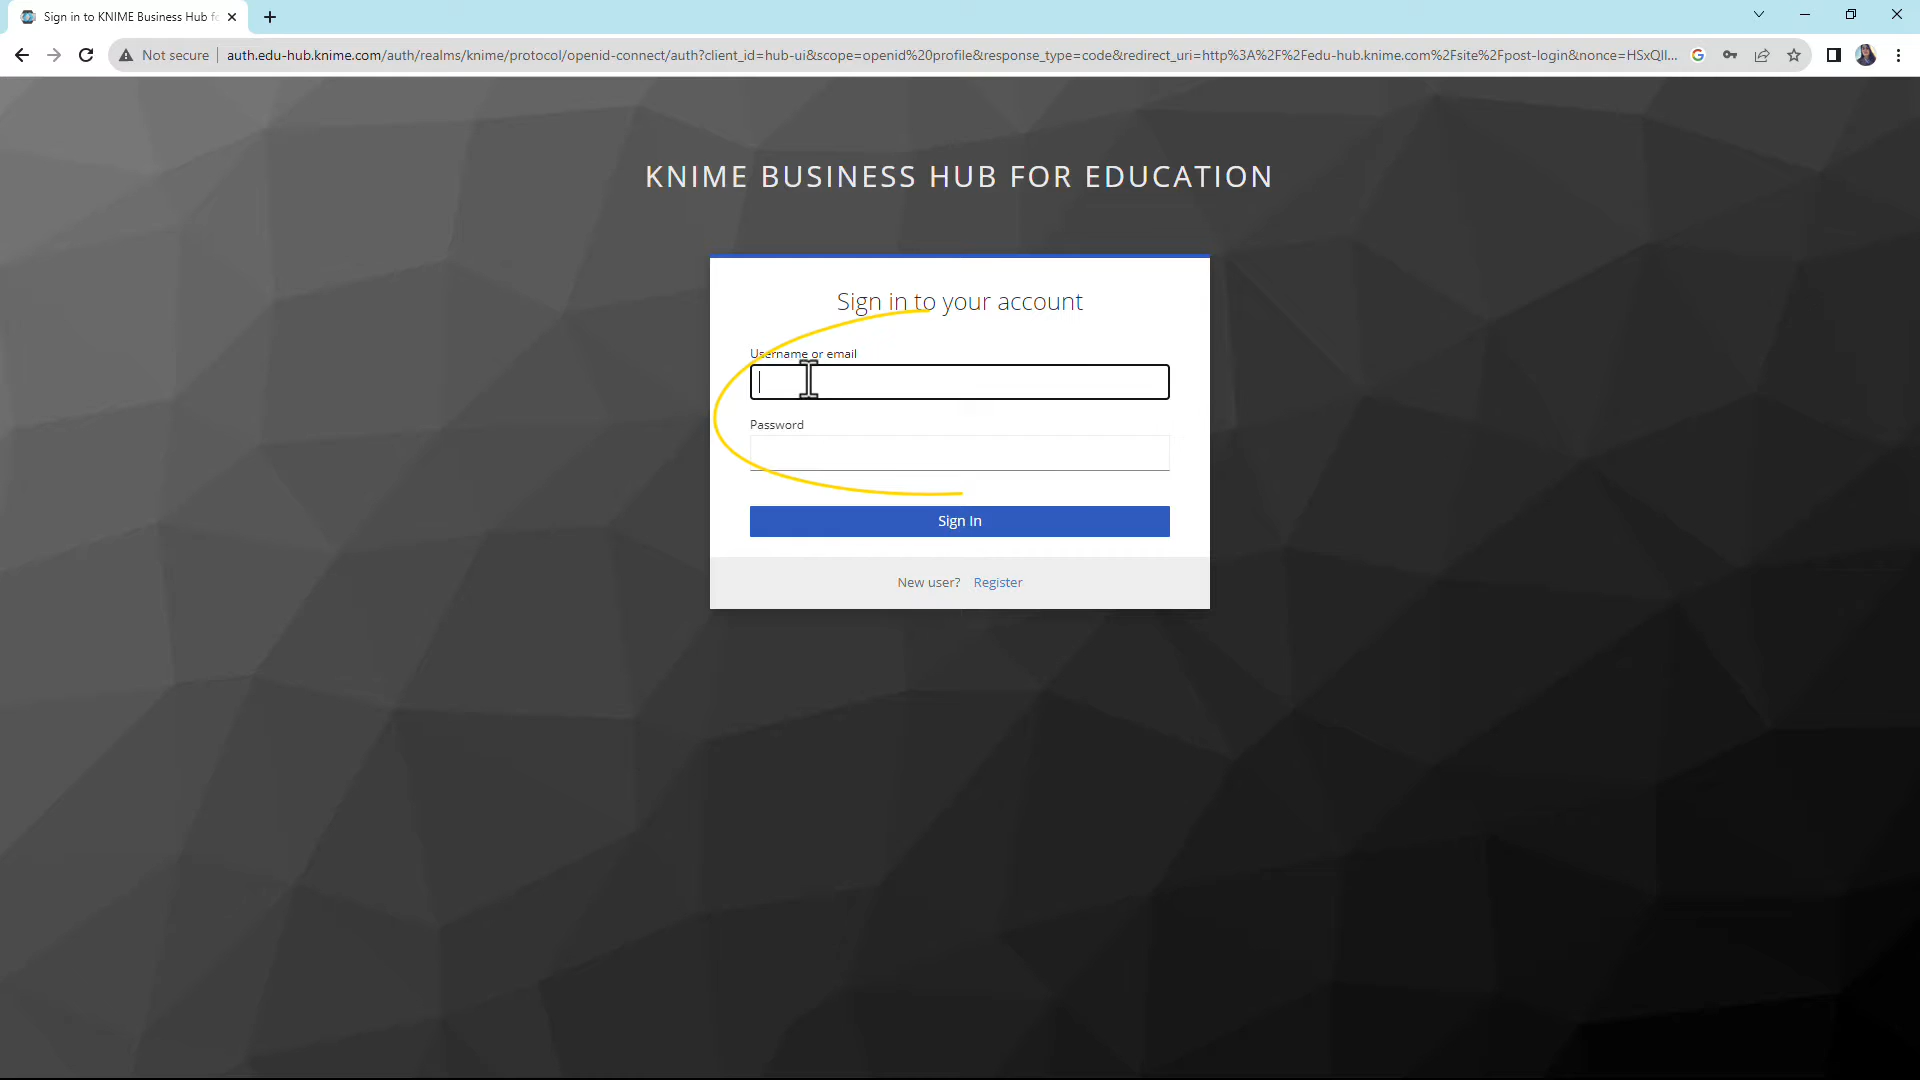 Sign in to KNIME Business Hub fo
Not secure
auth.edu-hub.knime.com/auth/realms/knime/protocol/openid-connect/auth?client_id=hub-ui&scope=openid%20profile&response_type=code&redirect_uri=http%3A%2F%2Fedu-hub.knime.com%2Fsite%2Fpost-login&nonce=HSxQII...
KNIME BUSINESS HUB FOR EDUCATION
Sign in to your account
Username or email
Password
Sign In
New user? Register